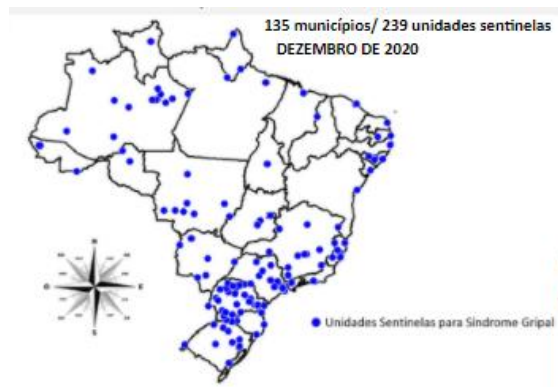 135 municípios/ 239 unidades sentinelas
DEZEMBRO DE 2020
N
O
E
S
Unidades Sentinelas para Síndrome Gripal